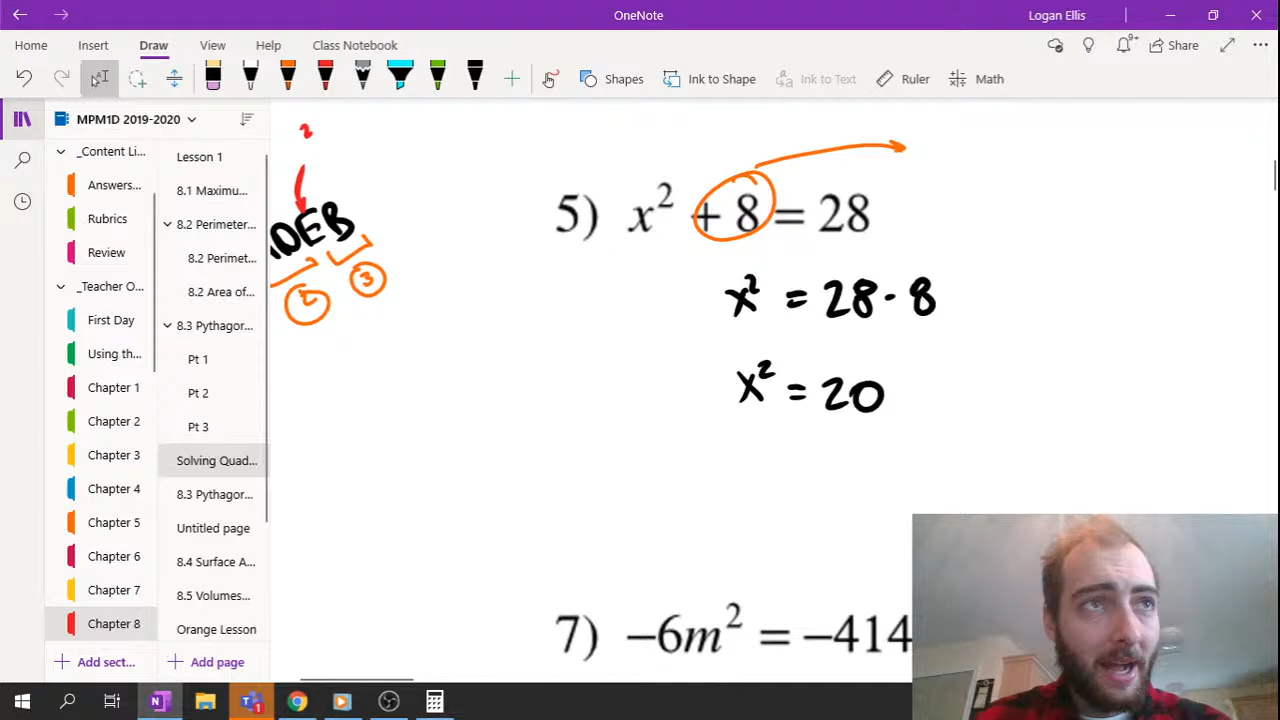 OneNote
Logan Ellis
Home Insert Draw View Help Class Notebook
Share
Shapes Ink to Shape Ink to Text Ruler Math
MPM1D 2019-2020
_Content Li...
Answers...
Rubrics
Review
_Teacher O...
First Day
Using th...
Chapter 1
Chapter 2
Chapter 3
Chapter 4
Chapter 5
Chapter 6
Chapter 7
Chapter 8
Add sect...
Lesson 1
8.1 Maximu...
8.2 Perimeter...
8.2 Perimet...
8.2 Area of...
8.3 Pythagor...
Pt 1
Pt 2
Pt 3
Solving Quad...
8.3 Pythagor...
Untitled page
8.4 Surface A...
8.5 Volumes...
Orange Lesson
Add page
2
DEB
3
5) x² + 8 = 28
x² = 28 - 8
x² = 20
7) −6m² = −414